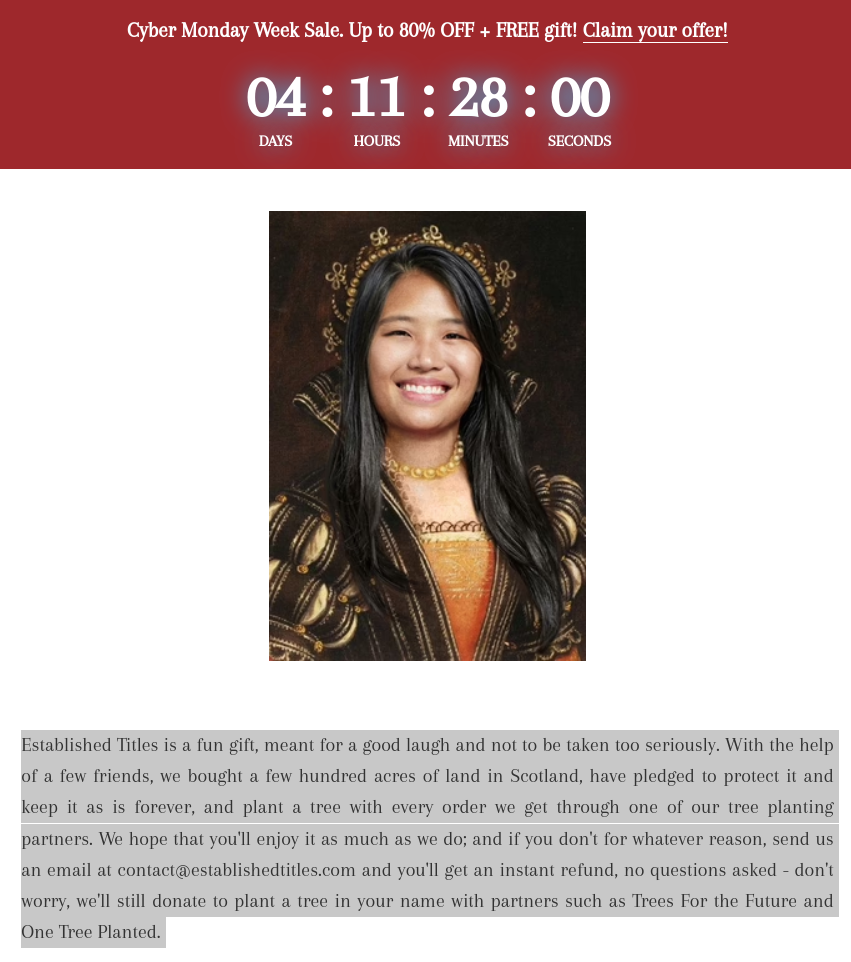 Cyber Monday Week Sale. Up to 80% OFF + FREE gift! Claim your offer!
04 : 11 : 28 : 00
DAYS HOURS MINUTES SECONDS
Established Titles is a fun gift, meant for a good laugh and not to be taken too seriously. With the help
of a few friends, we bought a few hundred acres of land in Scotland, have pledged to protect it and
keep it as is forever, and plant a tree with every order we get through one of our tree planting
partners. We hope that you'll enjoy it as much as we do; and if you don't for whatever reason, send us
an email at contact@establishedtitles.com and you'll get an instant refund, no questions asked - don't
worry, we'll still donate to plant a tree in your name with partners such as Trees For the Future and
One Tree Planted.